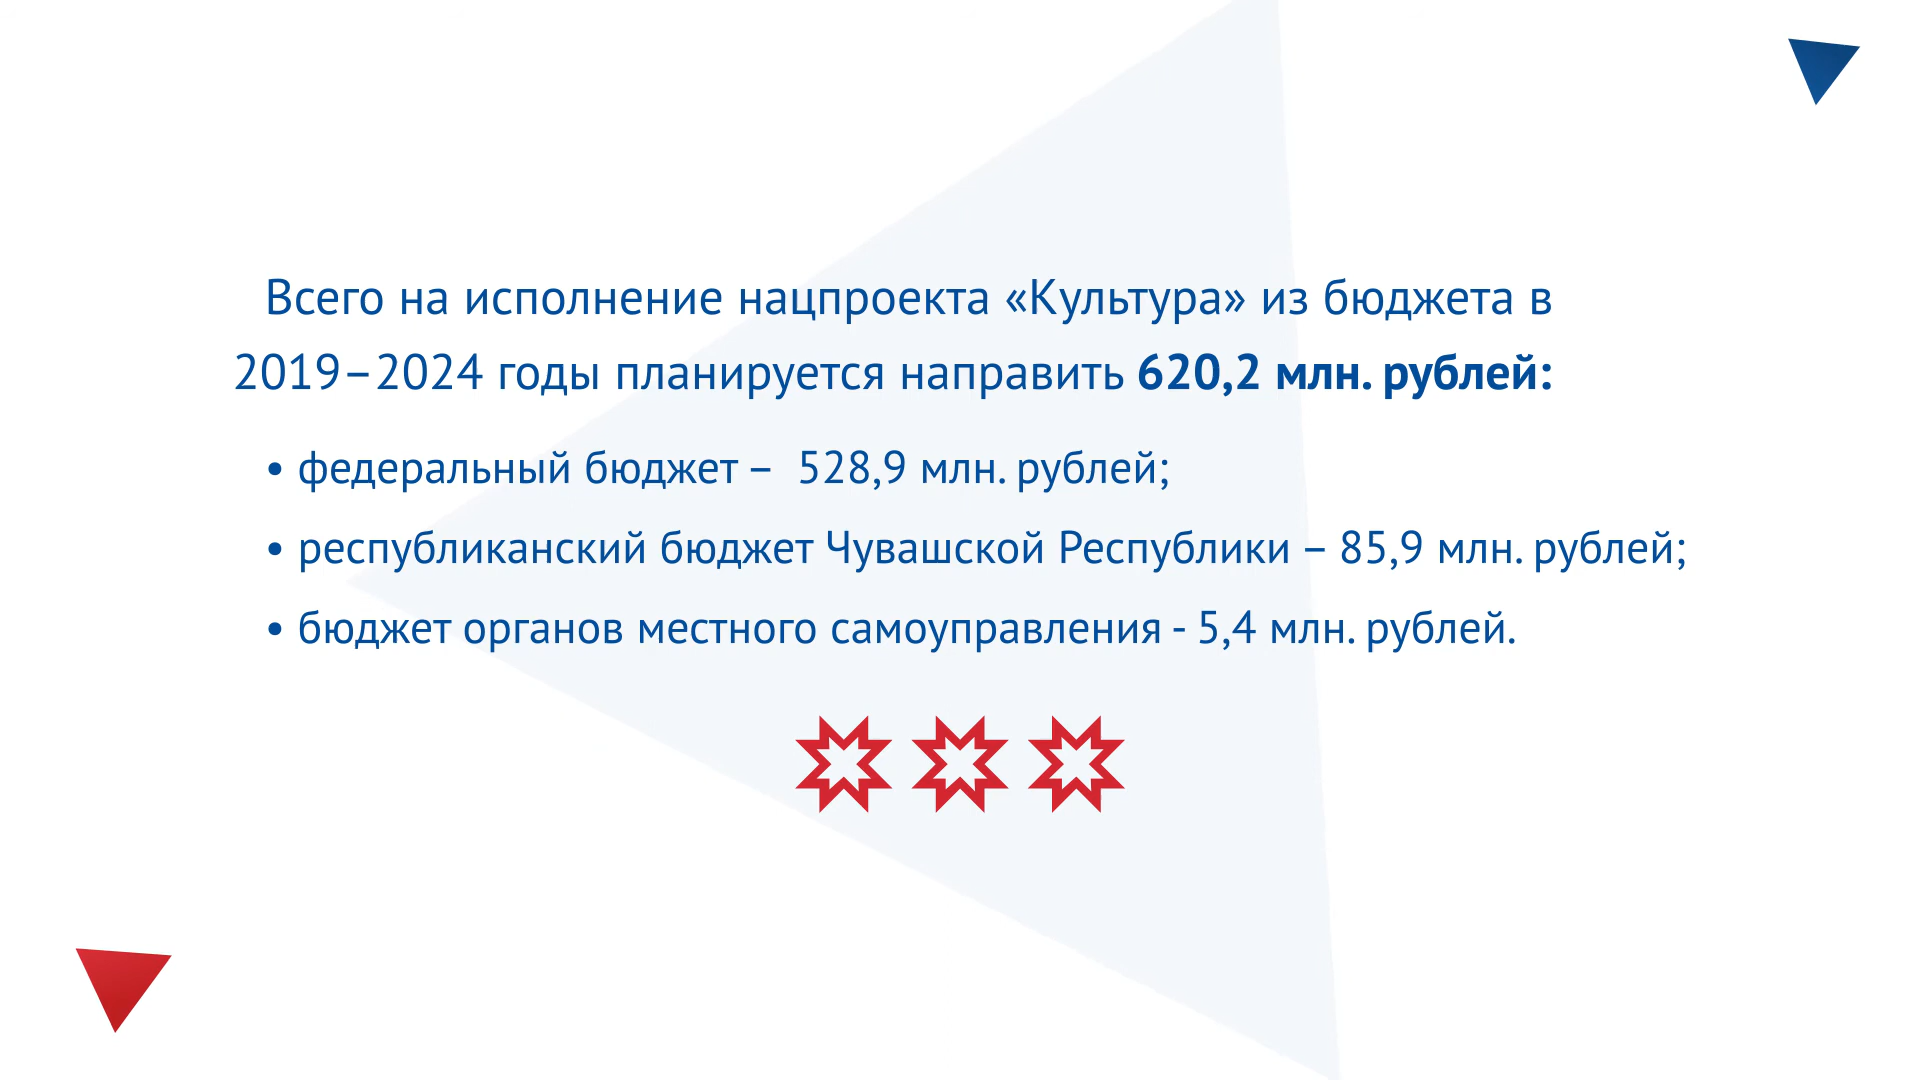 Всего на исполнение нацпроекта «Культура» из бюджета в
2019–2024 годы планируется направить 620,2 млн. рублей:
• федеральный бюджет –  528,9 млн. рублей;
• республиканский бюджет Чувашской Республики – 85,9 млн. рублей;
• бюджет органов местного самоуправления - 5,4 млн. рублей.